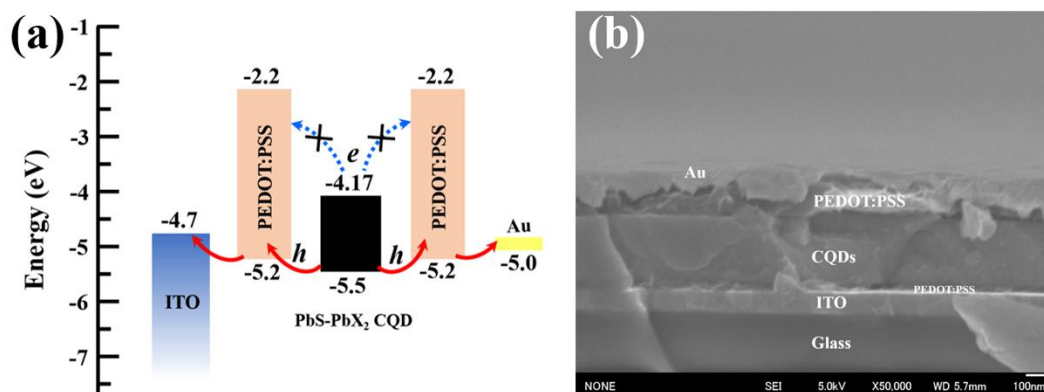 (a)
-1
-2
-3
-4
-5
-6
-7
Energy (eV)
-2.2
-2.2
PEDOT:PSS
PEDOT:PSS
e
-4.17
-4.7
Au
h
h
-5.2
-5.5
-5.2
-5.0
ITO
PbS-PbX₂ CQD
(b)
Au
PEDOT:PSS
CQDs
PEDOT:PSS
ITO
Glass
NONE SEI 5.0kV X50,000 WD 5.7mm 100nm